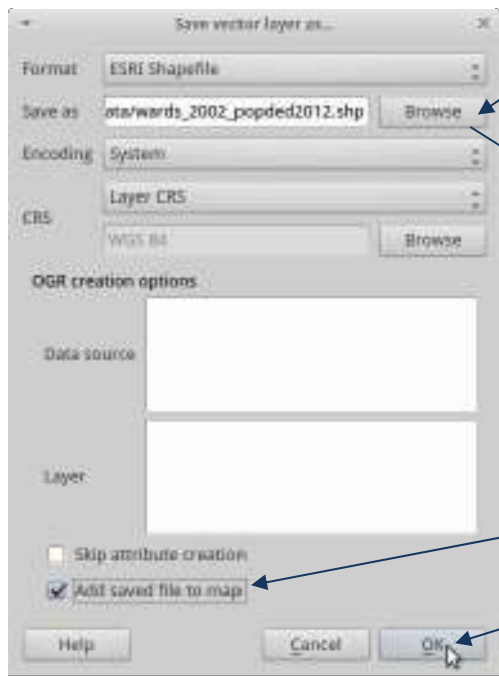 Save vector layer as...
Format ESRI Shapefile
Save as ata/wards_2002_popded2012.shp Browse
Encoding System
Layer CRS
CRS
WGS 84 Browse
OGR creation options
Data source
Layer
Skip attribute creation
Add saved file to map
Help Cancel OK